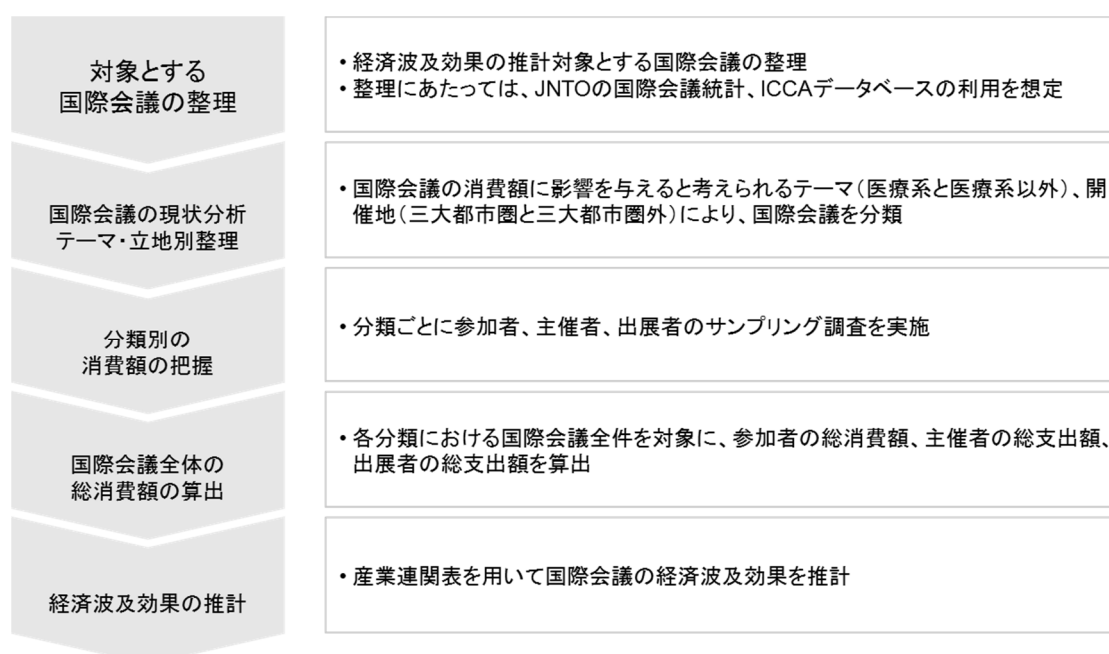 対象とする
国際会議の整理
・経済波及効果の推計対象とする国際会議の整理
・整理にあたっては、JNTOの国際会議統計、ICCAデータベースの利用を想定
国際会議の現状分析
テーマ・立地別整理
・国際会議の消費額に影響を与えると考えられるテーマ（医療系と医療系以外）、開
催地（三大都市圏と三大都市圏外）により、国際会議を分類
分類別の
消費額の把握
・分類ごとに参加者、主催者、出展者のサンプリング調査を実施
国際会議全体の
総消費額の算出
・各分類における国際会議全件を対象に、参加者の総消費額、主催者の総支出額、
出展者の総支出額を算出
経済波及効果の推計
・産業連関表を用いて国際会議の経済波及効果を推計